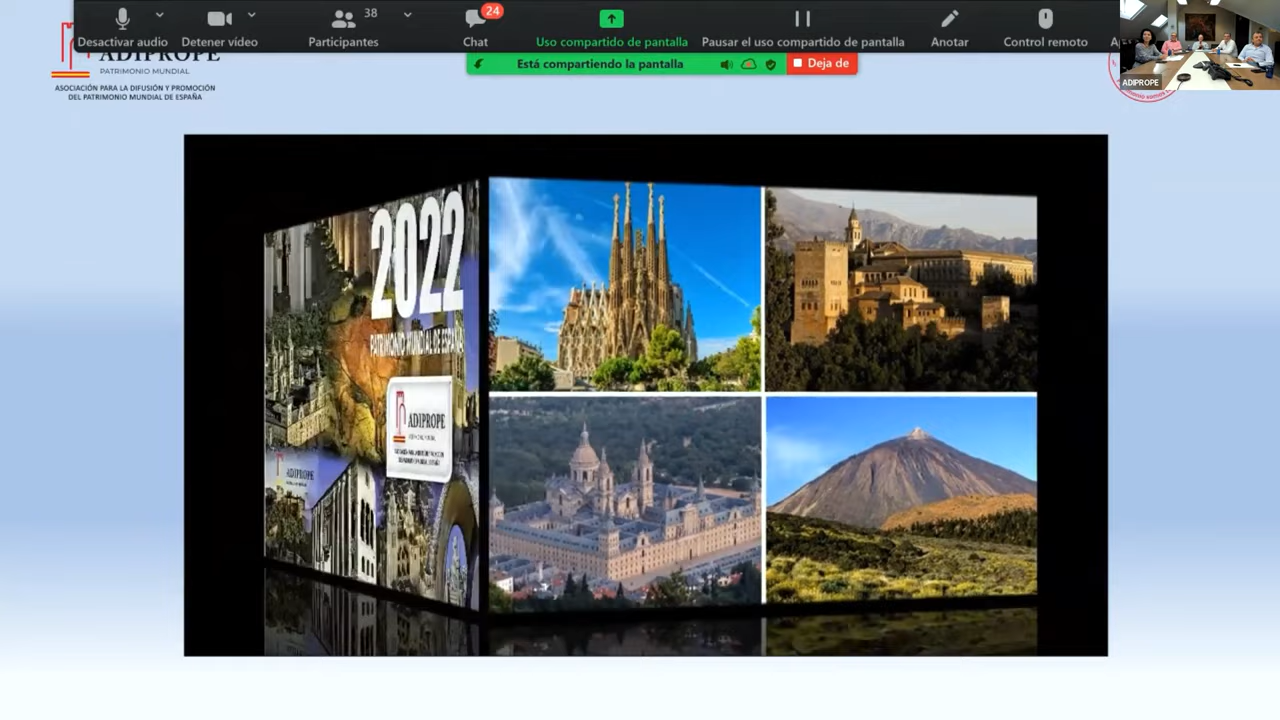 38
24
Desactivar audio
Detener vídeo
Participantes
Chat
Uso compartido de pantalla
Pausar el uso compartido de pantalla
Anotar
Control remoto
Está compartiendo la pantalla
Deja de
ADIPROPE
ADIPROPE
PATRIMONIO MUNDIAL
ASOCIACIÓN PARA LA DIFUSIÓN Y PROMOCIÓN
DEL PATRIMONIO MUNDIAL DE ESPAÑA
2022
PATRIMONIO MUNDIAL DE ESPAÑA
ADIPROPE
ADIPROPE